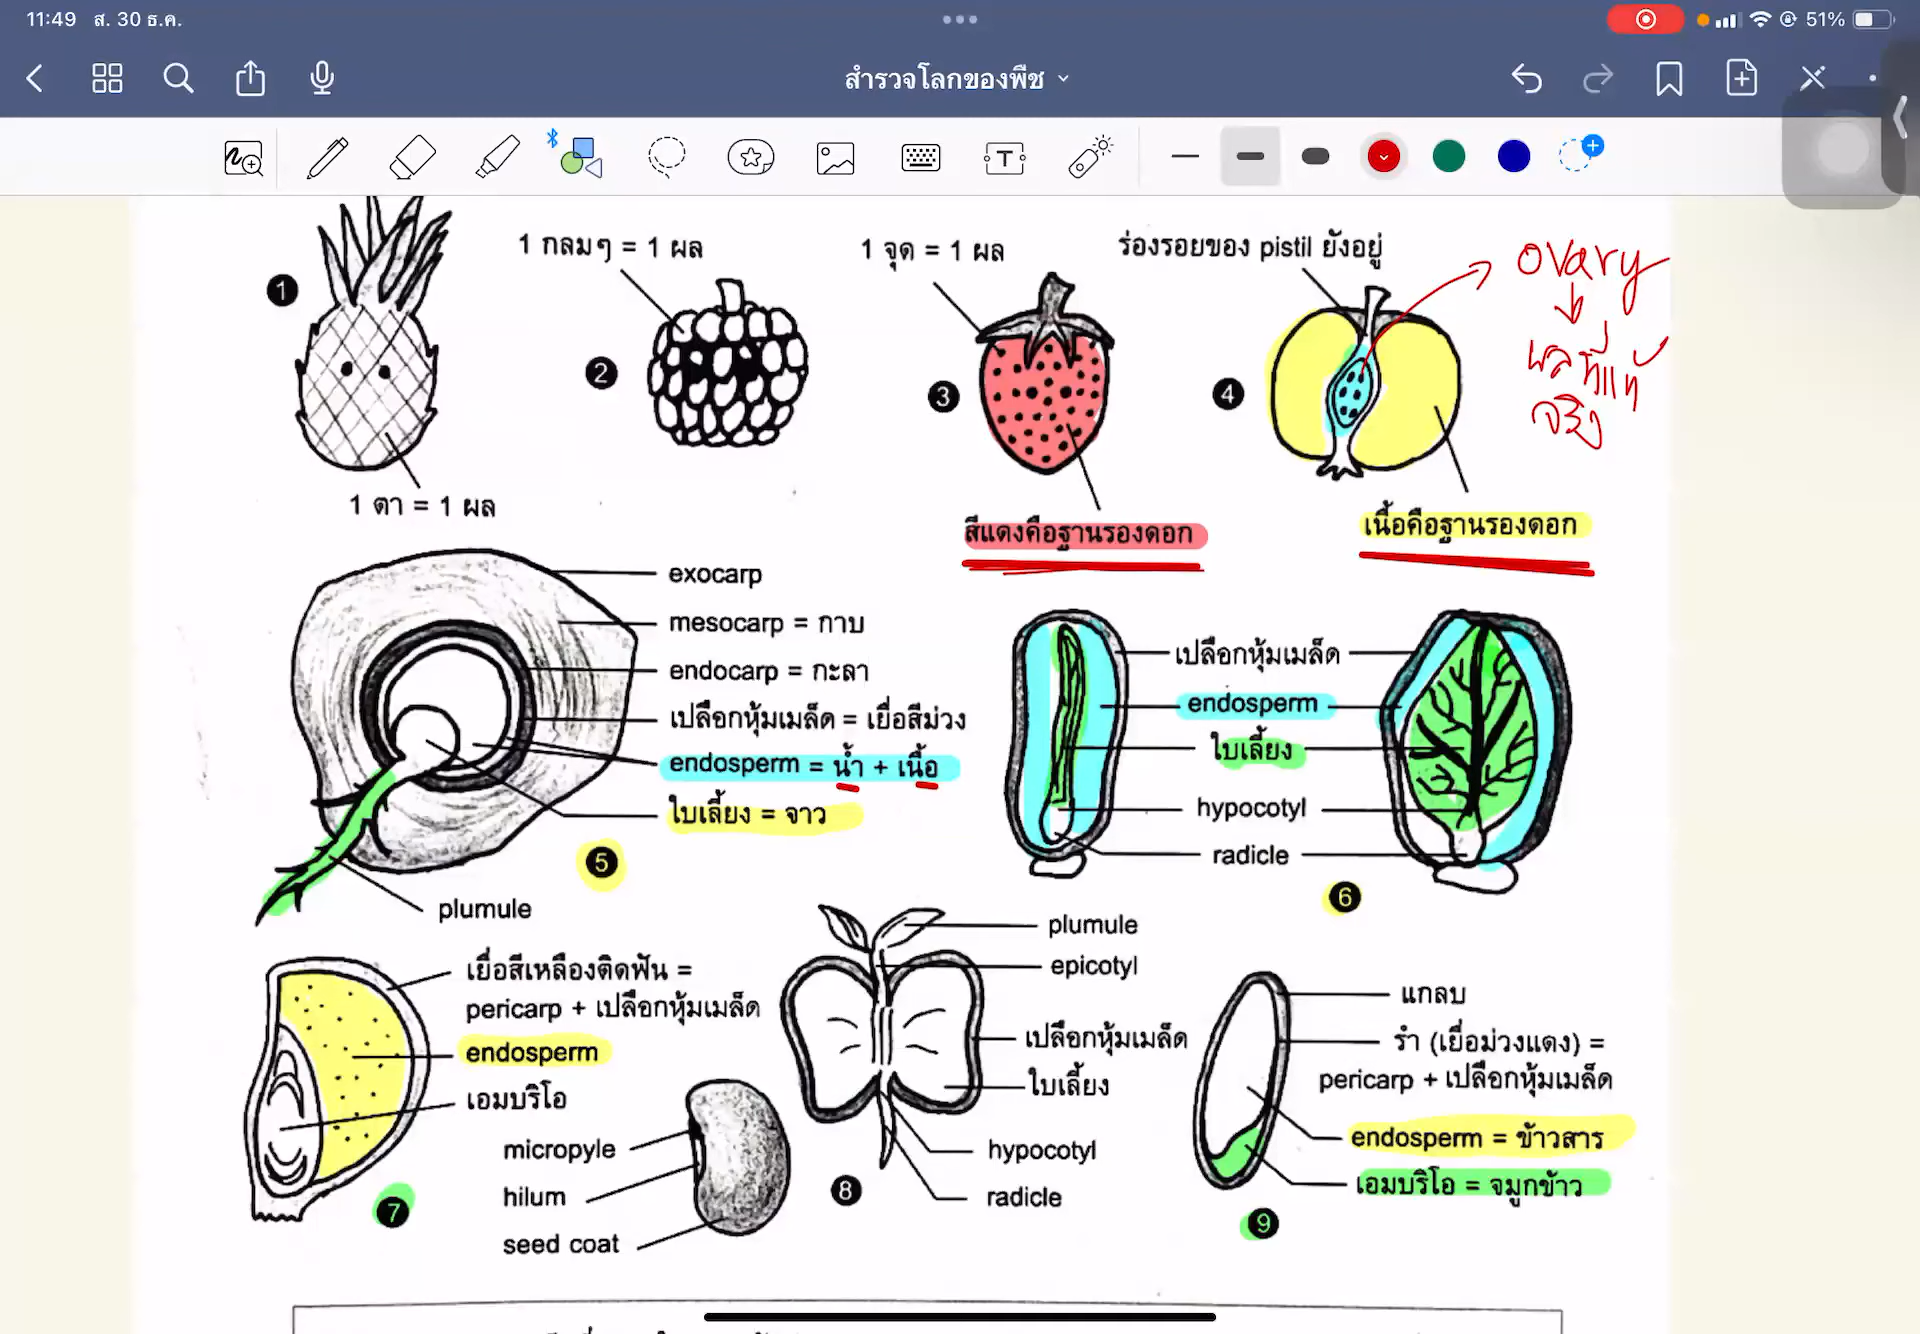 11:49 ส. 30 ธ.ค.
51%
สำรวจโลกของพืช
T
1 กลมๆ = 1 ผล
1 จุด = 1 ผล
ร่องรอยของ pistil ยังอยู่
ovary
ผลที่แท้
จริง
1
2
3
4
1 ตา = 1 ผล
สีแดงคือฐานรองดอก
เนื้อคือฐานรองดอก
exocarp
mesocarp = กาบ
endocarp = กะลา
เปลือกหุ้มเมล็ด = เยื่อสีม่วง
endosperm = น้ำ + เนื้อ
ใบเลี้ยง = จาว
5
plumule
เปลือกหุ้มเมล็ด
endosperm
ใบเลี้ยง
hypocotyl
radicle
6
เยื่อสีเหลืองติดฟัน =
pericarp + เปลือกหุ้มเมล็ด
endosperm
เอมบริโอ
7
plumule
epicotyl
เปลือกหุ้มเมล็ด
ใบเลี้ยง
hypocotyl
radicle
micropyle
hilum
seed coat
8
แกลบ
รำ (เยื่อม่วงแดง) =
pericarp + เปลือกหุ้มเมล็ด
endosperm = ข้าวสาร
เอมบริโอ = จมูกข้าว
9